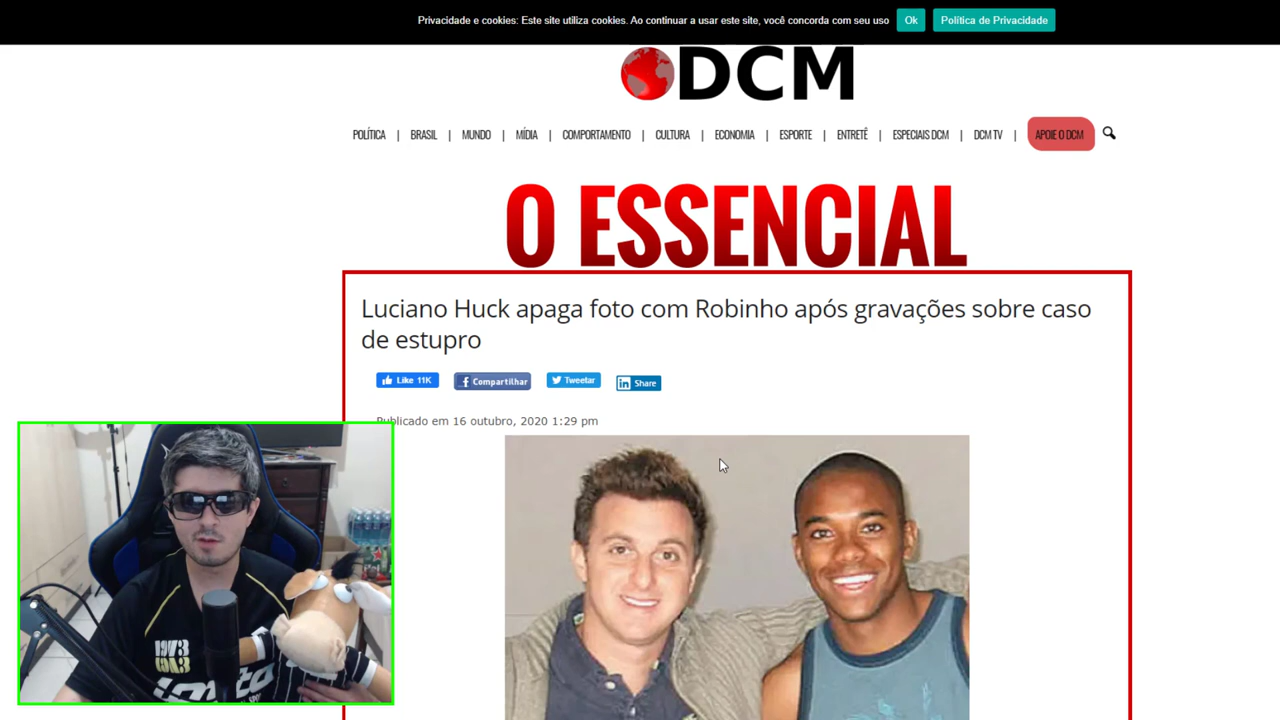 Privacidade e cookies: Este site utiliza cookies. Ao continuar a usar este site, você concorda com seu uso Ok Política de Privacidade
DCM
POLÍTICA | BRASIL | MUNDO | MÍDIA | COMPORTAMENTO | CULTURA | ECONOMIA | ESPORTE | ENTRETÊ | ESPECIAIS DCM | DCM TV | APOIE O DCM
O ESSENCIAL
Luciano Huck apaga foto com Robinho após gravações sobre caso
de estupro
Like 11K Compartilhar Tweetar in Share
Publicado em 16 outubro, 2020 1:29 pm